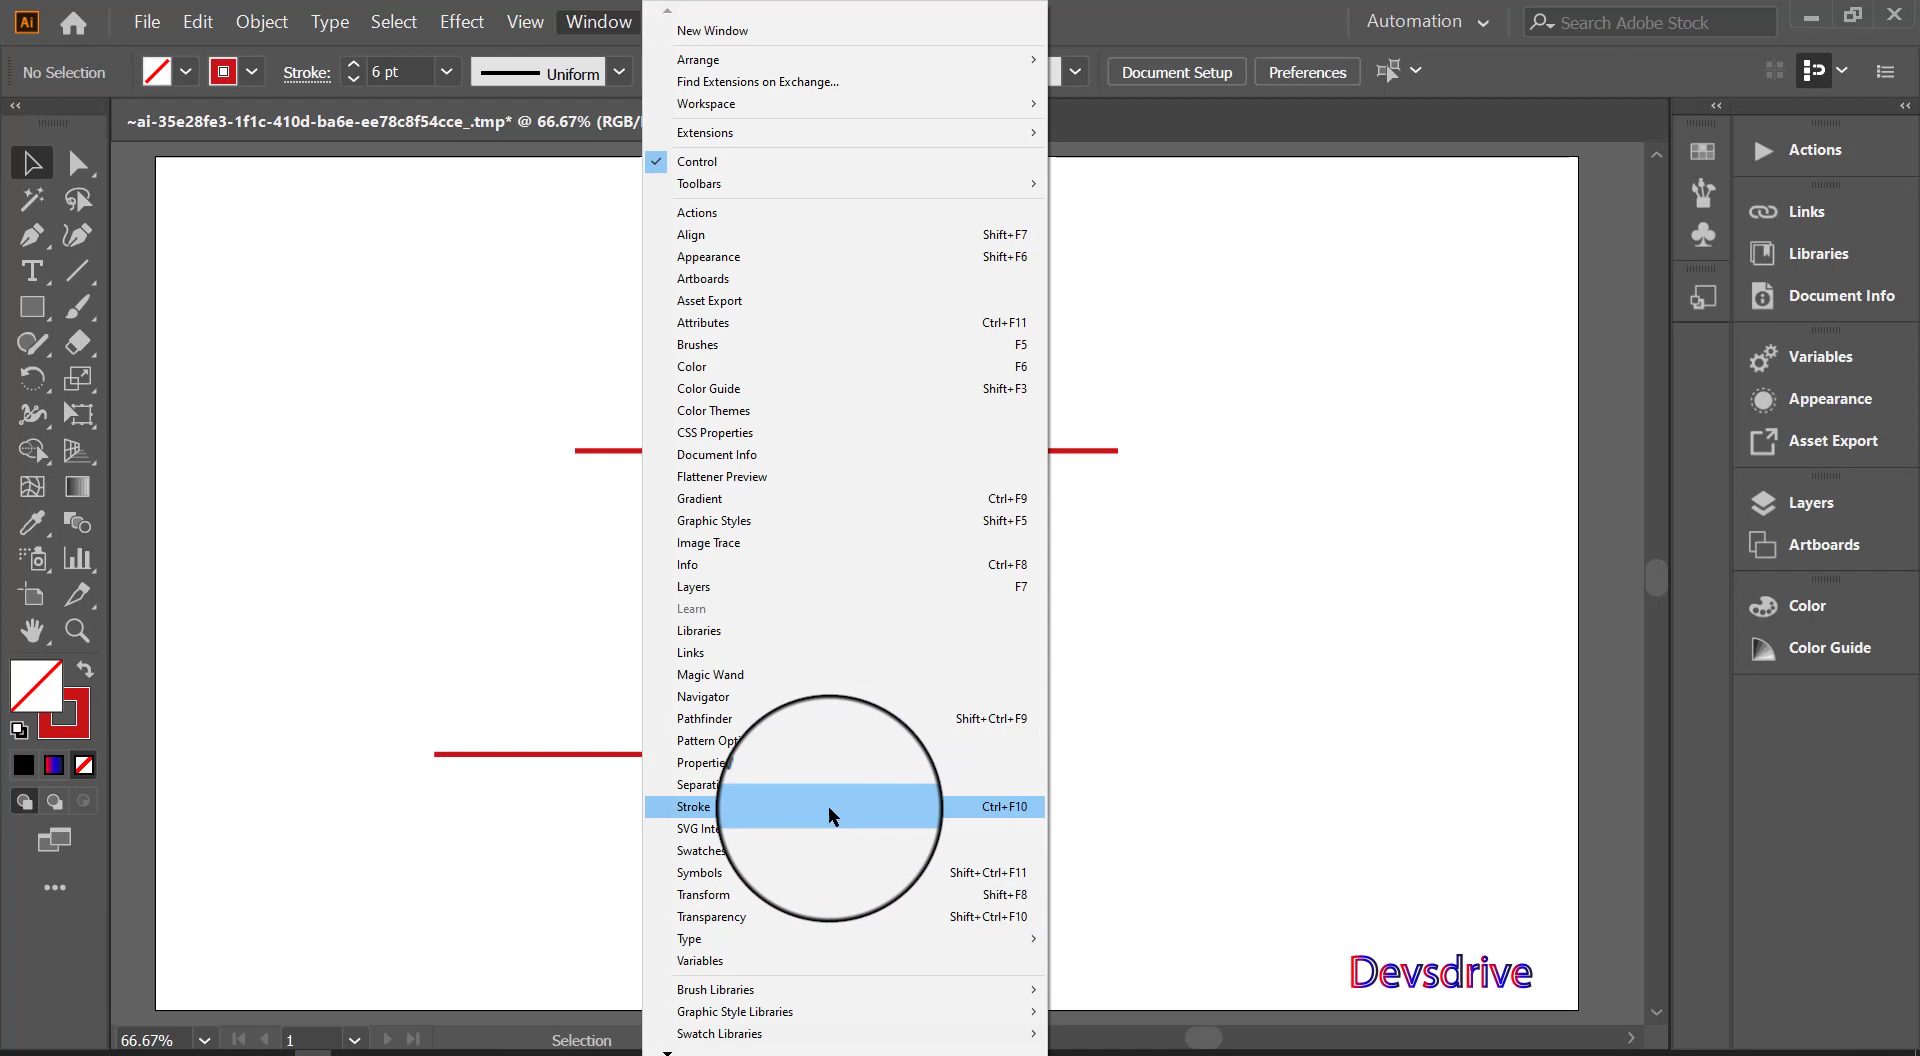 Ai File Edit Object Type Select Effect View Window Automation Search Adobe Stock
No Selection Stroke: 6 pt Uniform Document Setup Preferences
~ai-35e28fe3-1f1c-410d-ba6e-ee78c8f54cce_.tmp* @ 66.67% (RGB/
New Window
Arrange
Find Extensions on Exchange...
Workspace
Extensions
Control
Toolbars
Actions
Align Shift+F7
Appearance Shift+F6
Artboards
Asset Export
Attributes Ctrl+F11
Brushes F5
Color F6
Color Guide Shift+F3
Color Themes
CSS Properties
Document Info
Flattener Preview
Gradient Ctrl+F9
Graphic Styles Shift+F5
Image Trace
Info Ctrl+F8
Layers F7
Learn
Libraries
Links
Magic Wand
Navigator
Pathfinder Shift+Ctrl+F9
Pattern Opti
Propertie
Separati
Stroke Ctrl+F10
SVG Inte
Swatches
Symbols Shift+Ctrl+F11
Transform Shift+F8
Transparency Shift+Ctrl+F10
Type
Variables
Brush Libraries
Graphic Style Libraries
Swatch Libraries
Actions
Links
Libraries
Document Info
Variables
Appearance
Asset Export
Layers
Artboards
Color
Color Guide
Devsdrive
66.67% 1 Selection